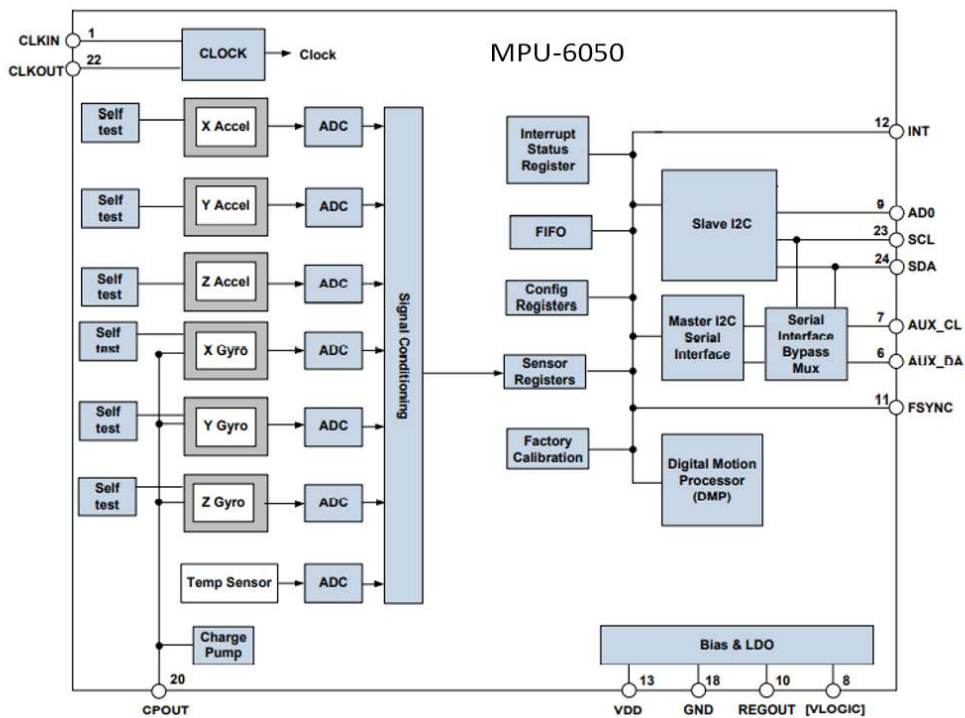 MPU-6050
CLKIN
1
CLKOUT
22
CLOCK
Clock
Self
test
X Accel
ADC
Self
test
Y Accel
ADC
Self
test
Z Accel
ADC
Self
test
X Gyro
ADC
Self
test
Y Gyro
ADC
Self
test
Z Gyro
ADC
Temp Sensor
ADC
Signal Conditioning
Charge
Pump
20
CPOUT
Interrupt
Status
Register
FIFO
Config
Registers
Sensor
Registers
Factory
Calibration
Slave I2C
Master I2C
Serial
Interface
Serial
Interface
Bypass
Mux
Digital Motion
Processor
(DMP)
12
INT
9
AD0
23
SCL
24
SDA
7
AUX_CL
6
AUX_DA
11
FSYNC
Bias & LDO
13
18
10
8
VDD
GND
REGOUT
[VLOGIC]